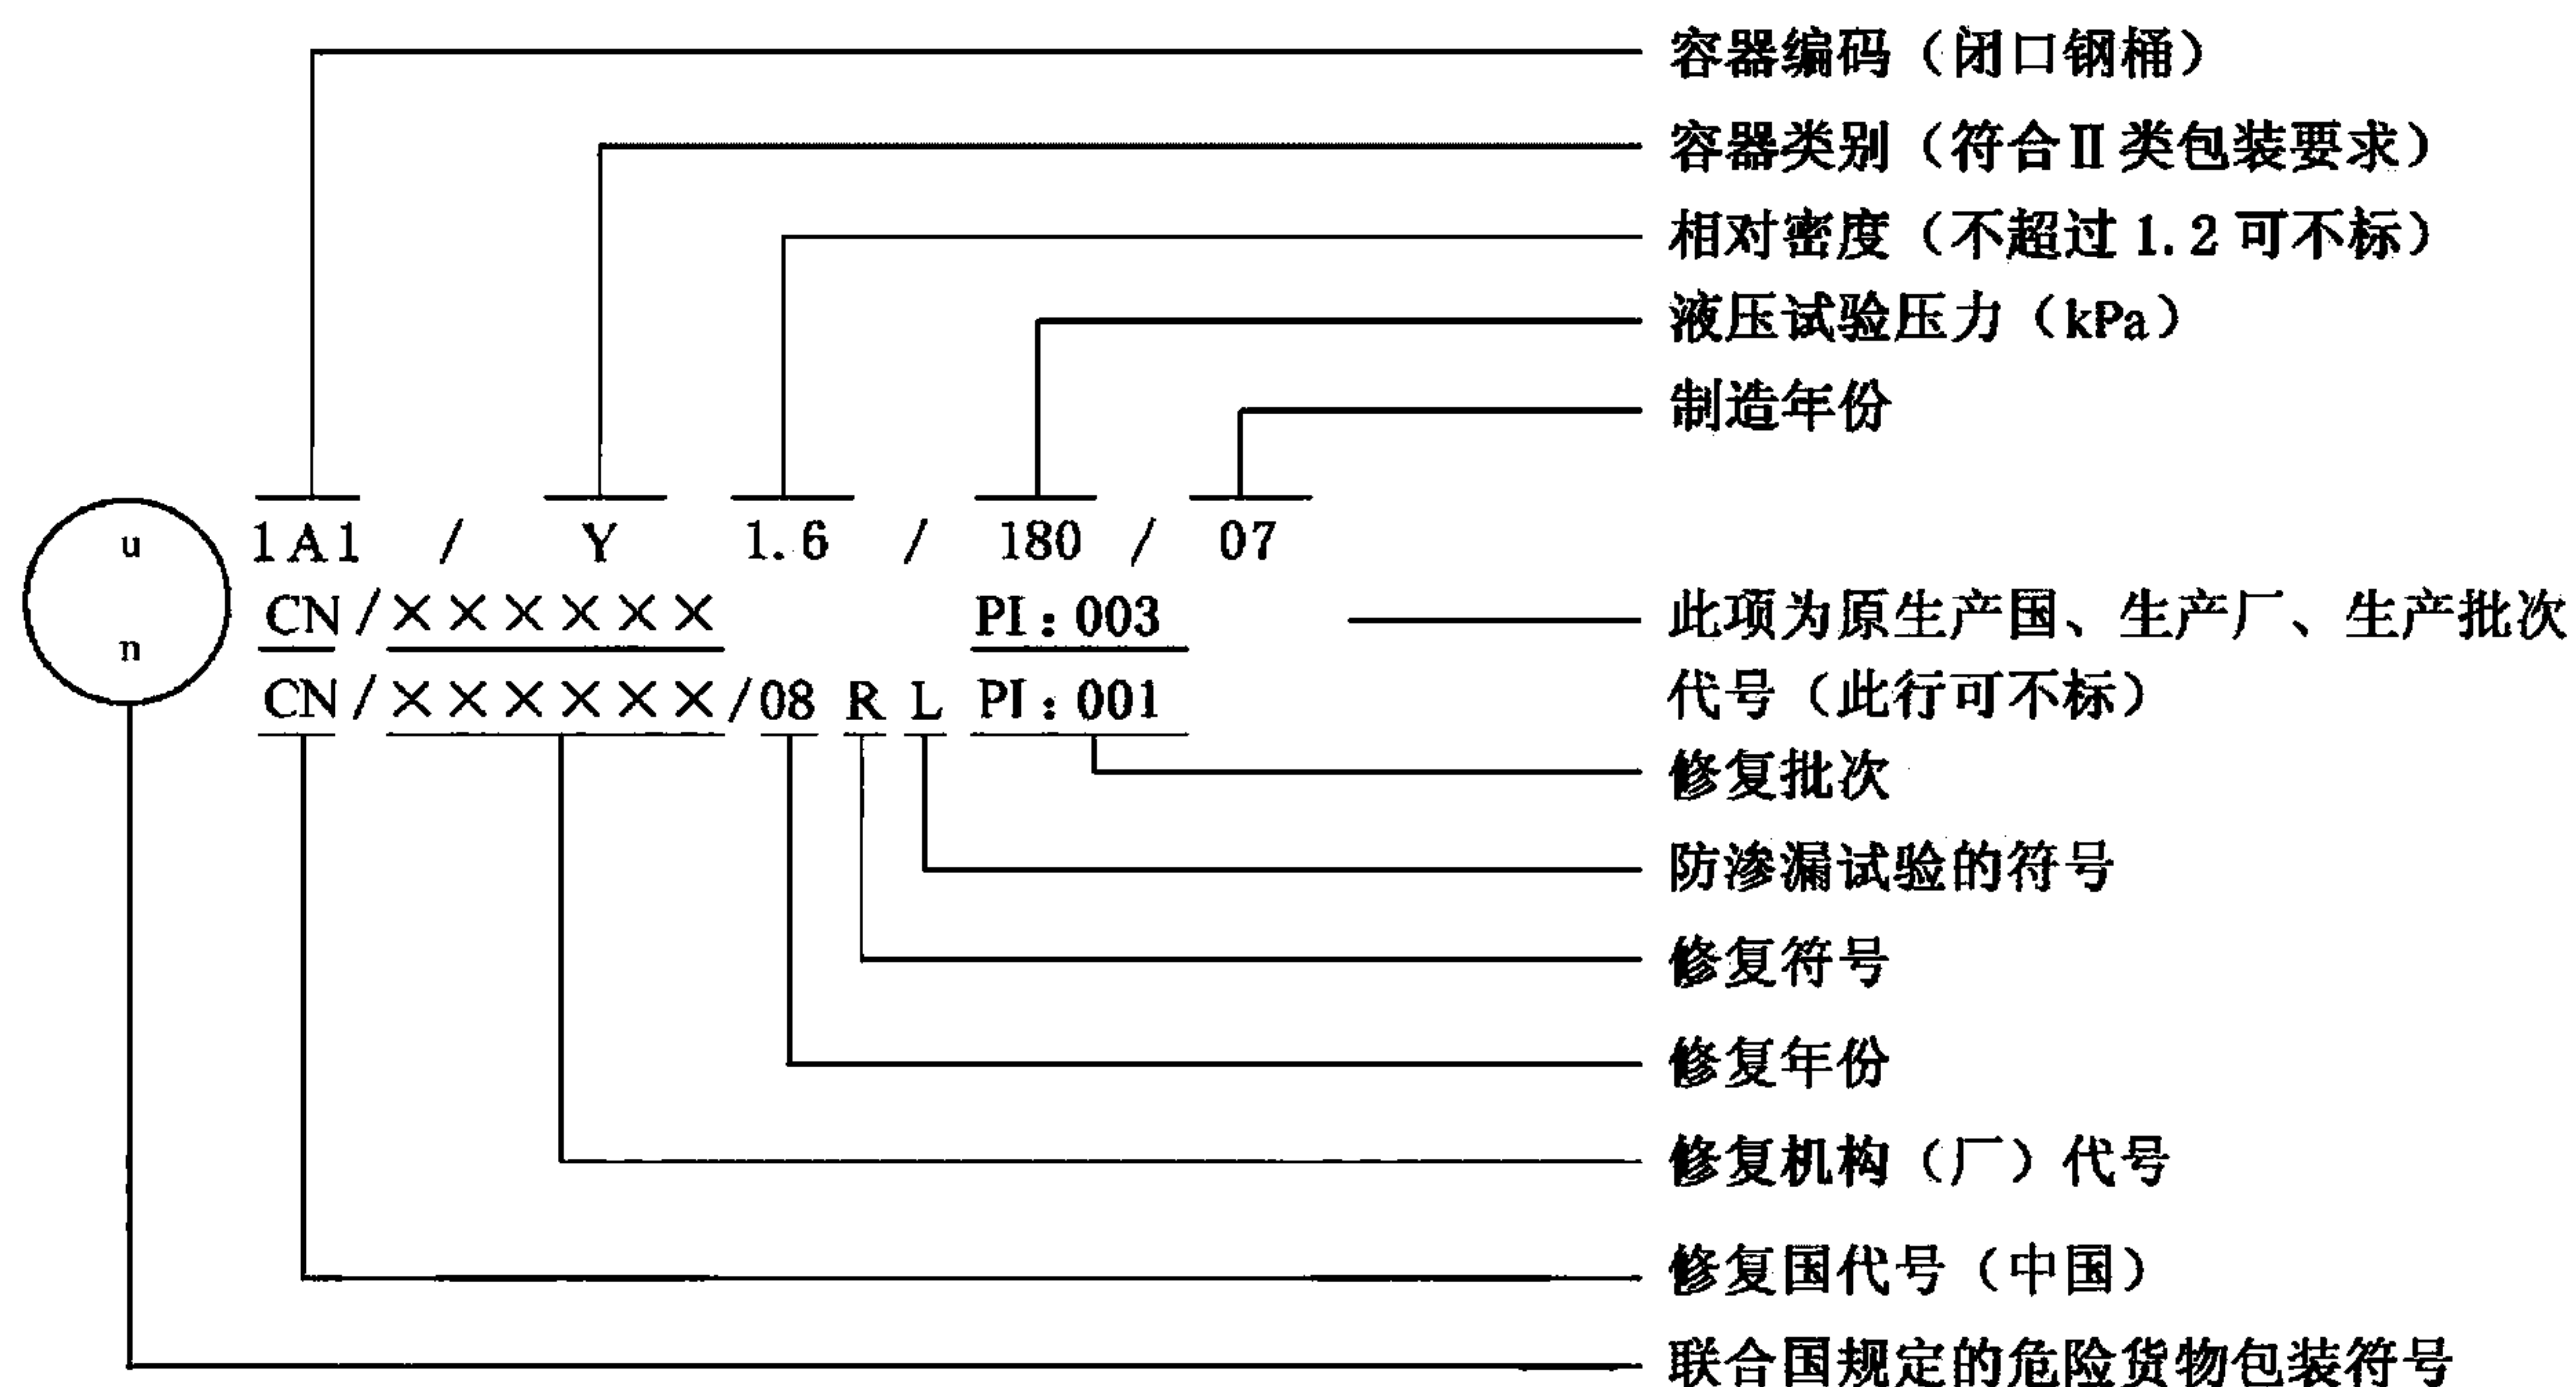 容器编码（闭口钢桶）
容器类别（符合Ⅱ类包装要求）
相对密度（不超过1.2可不标）
液压试验压力（kPa）
制造年份
u
n
1A1 / Y 1.6 / 180 / 07
CN/×××××× PI：003
CN/××××××/08 R L PI：001
此项为原生产国、生产厂、生产批次
代号（此行可不标）
修复批次
防渗漏试验的符号
修复符号
修复年份
修复机构（厂）代号
修复国代号（中国）
联合国规定的危险货物包装符号